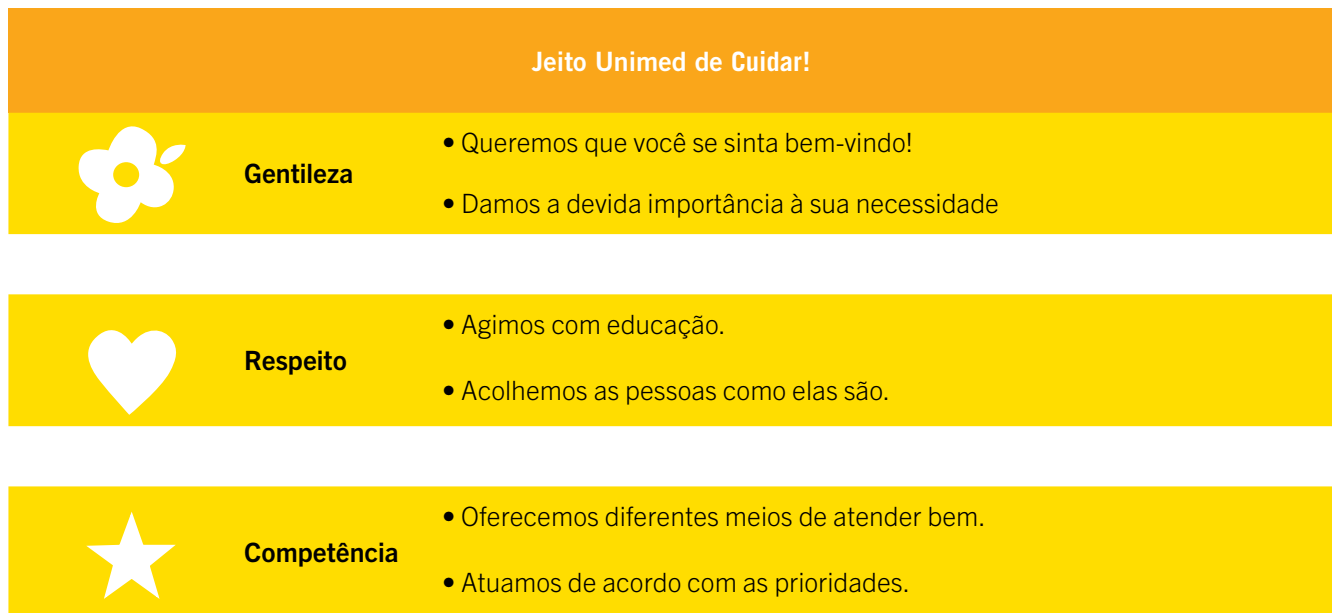 Jeito Unimed de Cuidar!
Gentileza
• Queremos que você se sinta bem-vindo!
• Damos a devida importância à sua necessidade
Respeito
• Agimos com educação.
• Acolhemos as pessoas como elas são.
Competência
• Oferecemos diferentes meios de atender bem.
• Atuamos de acordo com as prioridades.